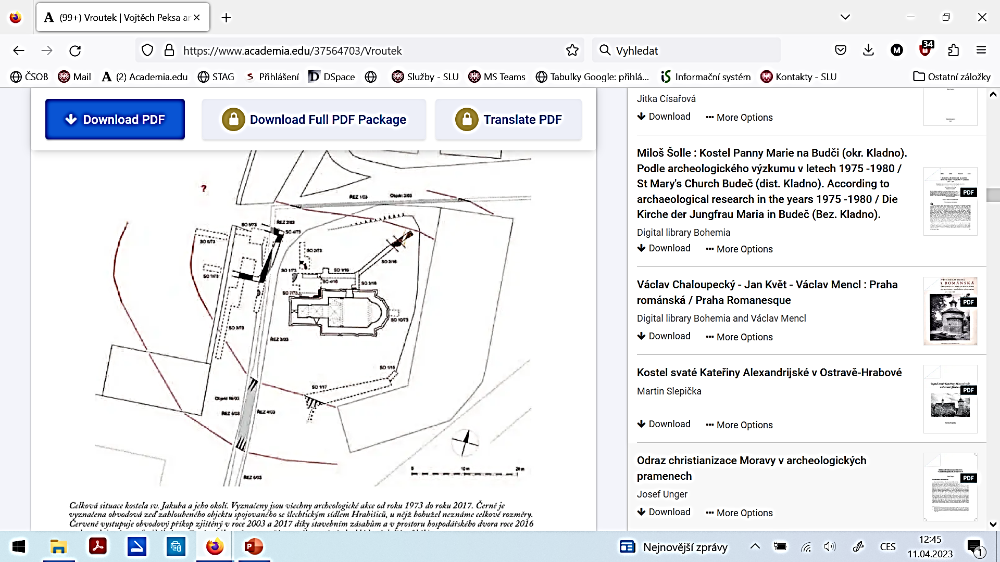 (99+) Vroutek | Vojtěch Peksa ar
https://www.academia.edu/37564703/Vroutek
Vyhledat
M
34
ČSOB
Mail
A (2) Academia.edu
STAG
Přihlášení
DSpace
Služby - SLU
MS Teams
Tabulky Google: přihlá...
Informační systém
Kontakty - SLU
Ostatní záložky
Download PDF
Download Full PDF Package
Translate PDF
?
ŘEZ 1/03
Objekt 3/03
SO 5/73
ŘEZ 2/03
SO 4/73
SO 6/73
SO 2/73
SO 2/16
SO 7/73
SO 1/73
SO 1/16
SO 4/16
SO 3/16
SO 7/73
SO 10/73
SO 3/73
ŘEZ 3/03
SO 1/17
Objekt 16/03
ŘEZ 5/03
ŘEZ 4/03
ŘEZ 6/03
0
10 m
20 m
Celková situace kostela sv. Jakuba a jeho okolí. Vyznačeny jsou všechny archeologické akce od roku 1973 do roku 2017. Černě je
vyznačena obvodová zeď zahloubeného objektu spojovaného se šlechtickým sídlem Hrabišiců, u nějž bohužel neznáme celkové rozměry.
Červeně vystupuje obvodový příkop zjištěný v roce 2003 a 2017 díky stavebním zásahům a v prostoru hospodářského dvora roce 2016
Jitka Císařová
Download
More Options
Miloš Šolle : Kostel Panny Marie na Budči (okr. Kladno).
Podle archeologického výzkumu v letech 1975 -1980 /
St Mary's Church Budeč (dist. Kladno). According to
archaeological research in the years 1975 -1980 / Die
Kirche der Jungfrau Maria in Budeč (Bez. Kladno).
Digital library Bohemia
Download
More Options
PDF
Václav Chaloupecký - Jan Květ - Václav Mencl : Praha
románská / Praha Romanesque
Digital library Bohemia and Václav Mencl
Download
More Options
PDF
Kostel svaté Kateřiny Alexandrijské v Ostravě-Hrabové
Martin Slepička
Download
More Options
PDF
Odraz christianizace Moravy v archeologických
pramenech
Josef Unger
Download
More Options
PDF
Nejnovější zprávy
CES
12:45
11.04.2023
1